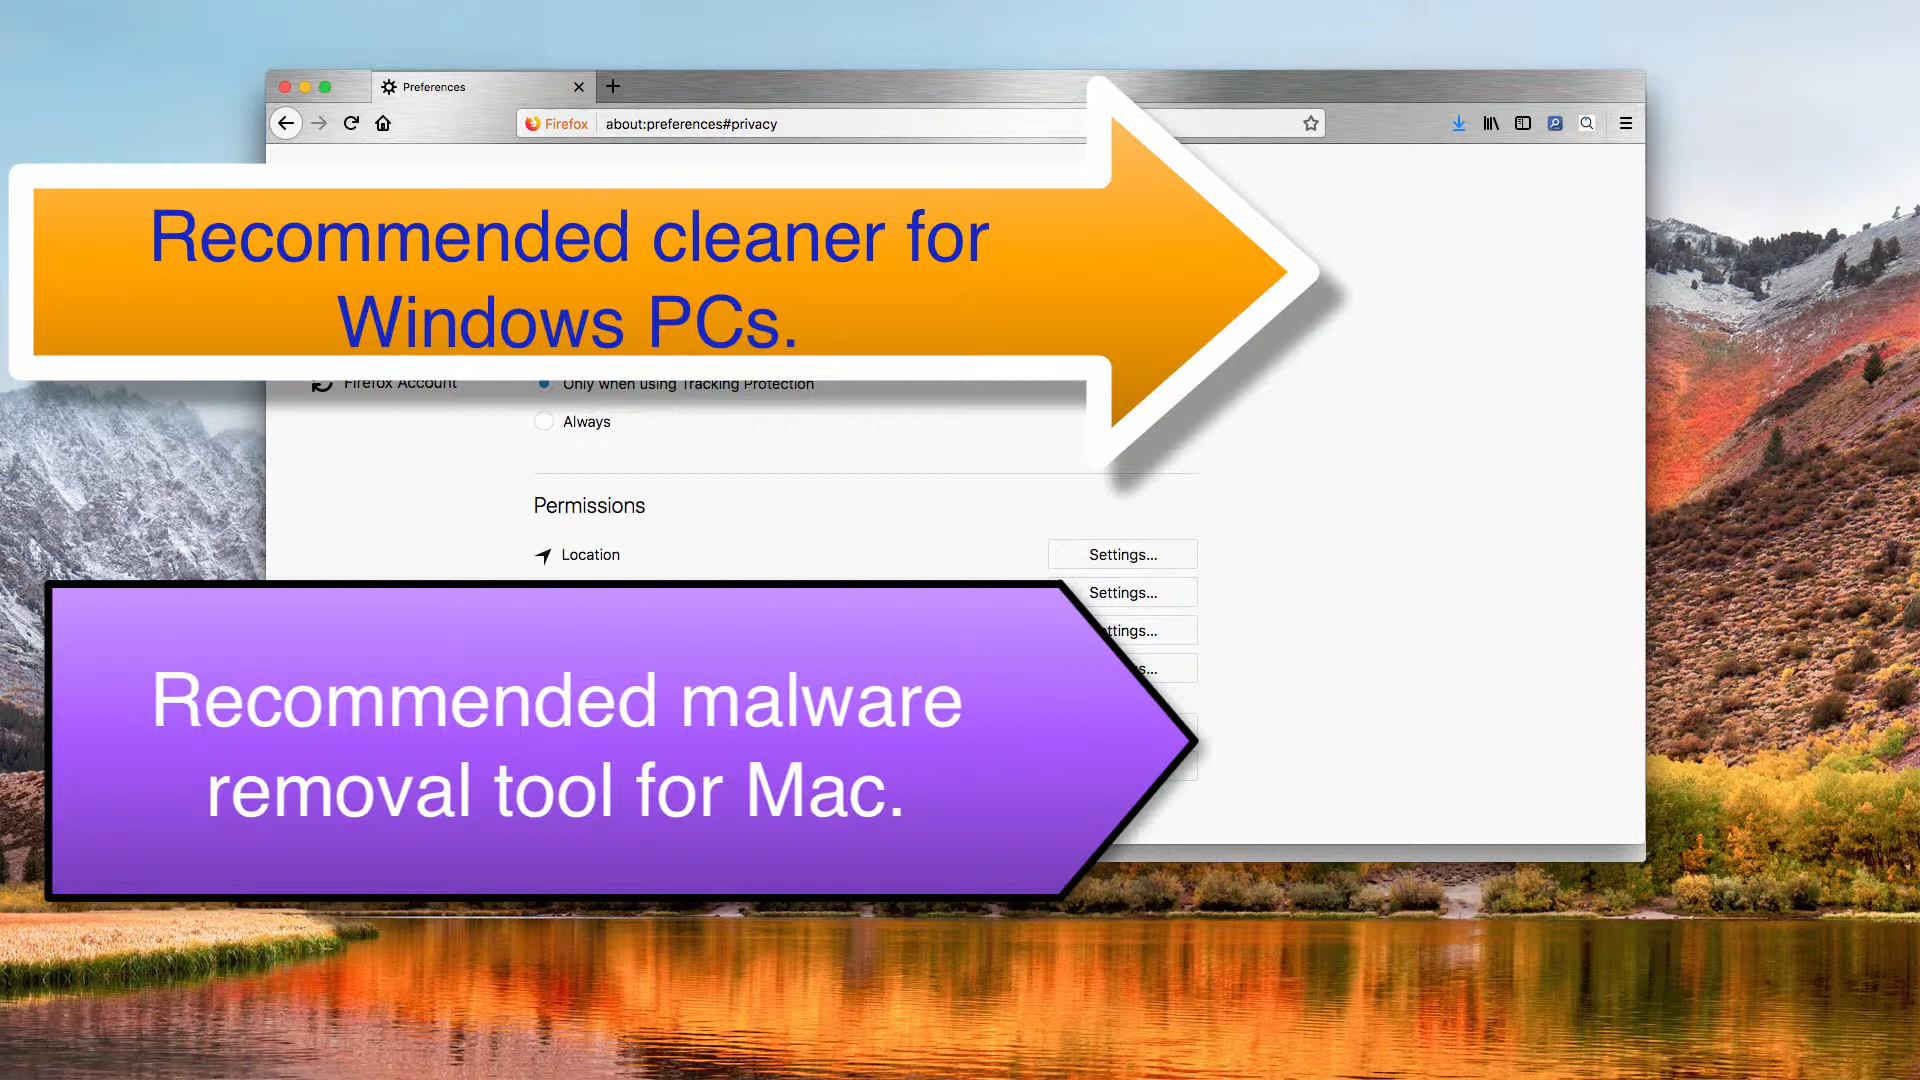 Preferences
Firefox about:preferences#privacy
Recommended cleaner for
Windows PCs.
Firefox Account
Only when using Tracking Protection
Always
Permissions
Location Settings...
Settings...
ttings...
s...
Recommended malware
removal tool for Mac.